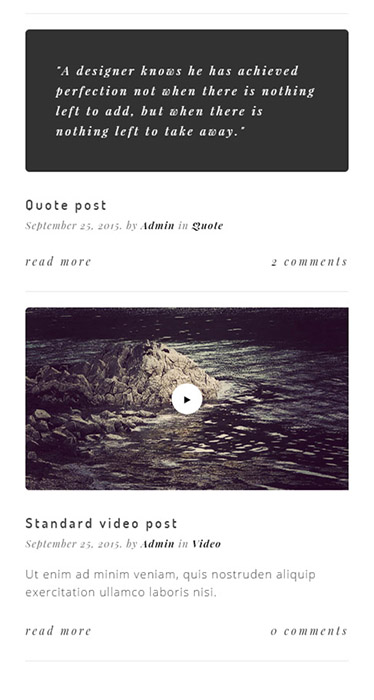 "A designer knows he has achieved
perfection not when there is nothing
left to add, but when there is
nothing left to take away."
Quote post
September 25, 2015. by Admin in Quote
read more
2 comments
Standard video post
September 25, 2015. by Admin in Video
Ut enim ad minim veniam, quis nostruden aliquip
exercitation ullamco laboris nisi.
read more
0 comments